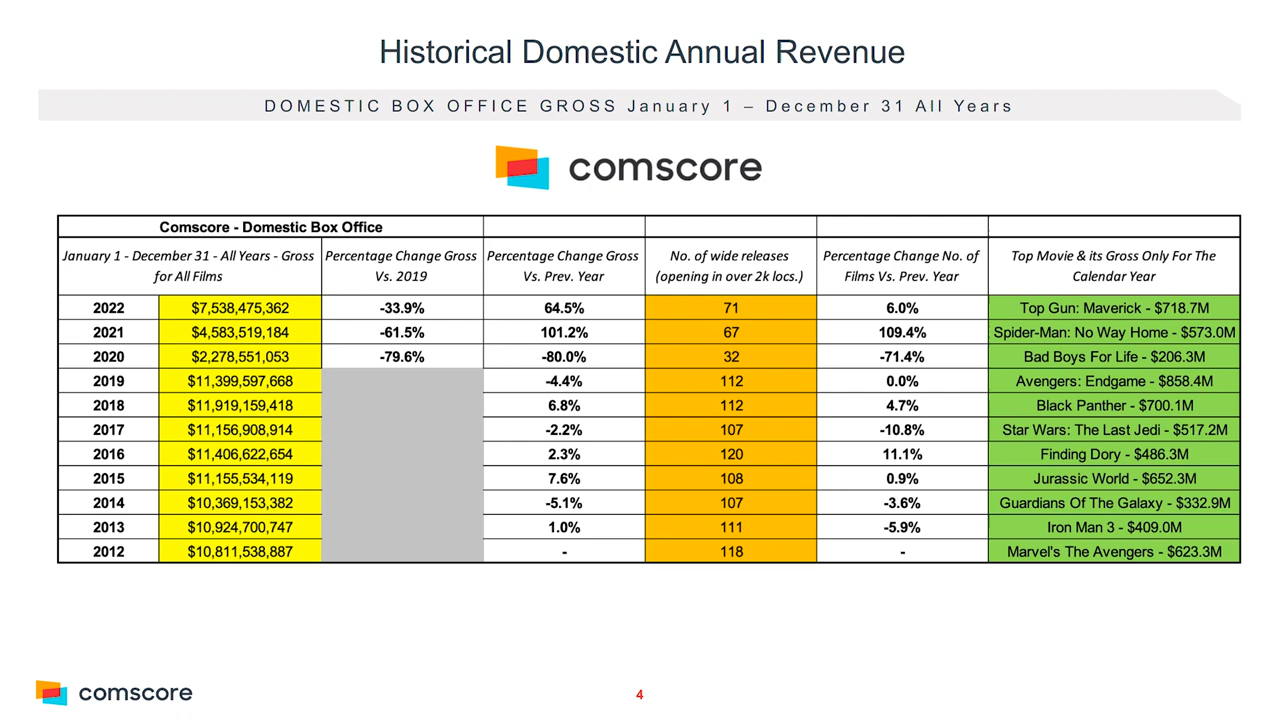 Historical Domestic Annual Revenue
DOMESTIC BOX OFFICE GROSS January 1 – December 31 All Years
comscore
Comscore - Domestic Box Office
January 1 - December 31 - All Years - Gross for All Films Percentage Change Gross Vs. 2019 Percentage Change Gross Vs. Prev. Year No. of wide releases (opening in over 2k locs.) Percentage Change No. of Films Vs. Prev. Year Top Movie & its Gross Only For The Calendar Year
2022 $7,538,475,362 -33.9% 64.5% 71 6.0% Top Gun: Maverick - $718.7M
2021 $4,583,519,184 -61.5% 101.2% 67 109.4% Spider-Man: No Way Home - $573.0M
2020 $2,278,551,053 -79.6% -80.0% 32 -71.4% Bad Boys For Life - $206.3M
2019 $11,399,597,668 -4.4% 112 0.0% Avengers: Endgame - $858.4M
2018 $11,919,159,418 6.8% 112 4.7% Black Panther - $700.1M
2017 $11,156,908,914 -2.2% 107 -10.8% Star Wars: The Last Jedi - $517.2M
2016 $11,406,622,654 2.3% 120 11.1% Finding Dory - $486.3M
2015 $11,155,534,119 7.6% 108 0.9% Jurassic World - $652.3M
2014 $10,369,153,382 -5.1% 107 -3.6% Guardians Of The Galaxy - $332.9M
2013 $10,924,700,747 1.0% 111 -5.9% Iron Man 3 - $409.0M
2012 $10,811,538,887 - 118 - Marvel's The Avengers - $623.3M
comscore
4